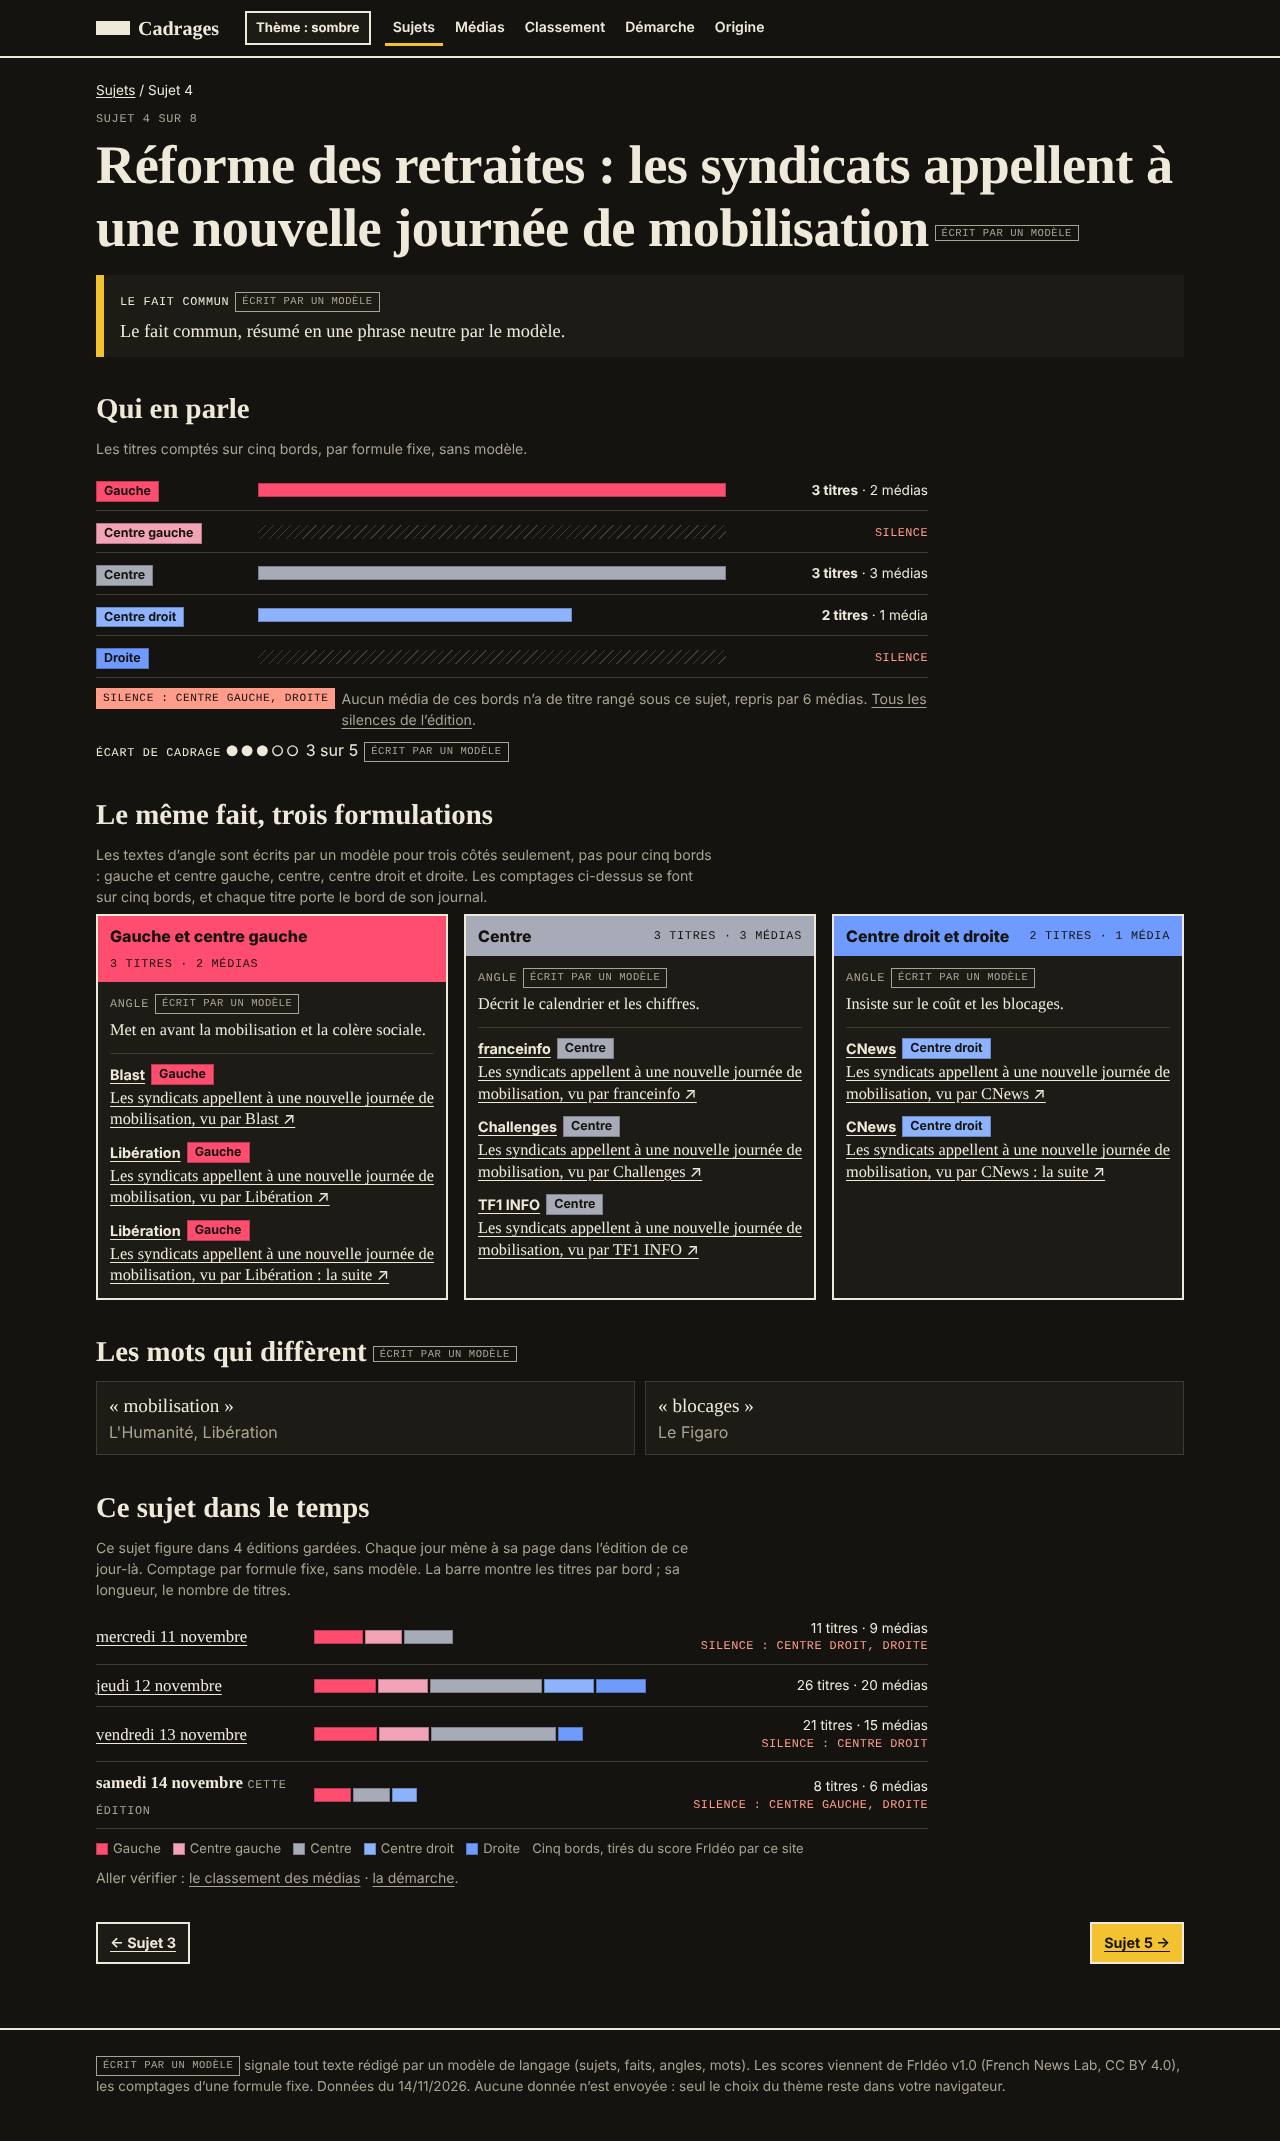 Cadrages
Thème : sombre
Sujets
Médias
Classement
Démarche
Origine
Sujets / Sujet 4
SUJET 4 SUR 8
Réforme des retraites : les syndicats appellent à
une nouvelle journée de mobilisation ÉCRIT PAR UN MODÈLE
LE FAIT COMMUN ÉCRIT PAR UN MODÈLE
Le fait commun, résumé en une phrase neutre par le modèle.
Qui en parle
Les titres comptés sur cinq bords, par formule fixe, sans modèle.
Gauche 3 titres · 2 médias
Centre gauche SILENCE
Centre 3 titres · 3 médias
Centre droit 2 titres · 1 média
Droite SILENCE
SILENCE : CENTRE GAUCHE, DROITE Aucun média de ces bords n’a de titre rangé sous ce sujet, repris par 6 médias. Tous les
silences de l’édition.
ÉCART DE CADRAGE ●●●○○ 3 sur 5 ÉCRIT PAR UN MODÈLE
Le même fait, trois formulations
Les textes d’angle sont écrits par un modèle pour trois côtés seulement, pas pour cinq bords
: gauche et centre gauche, centre, centre droit et droite. Les comptages ci-dessus se font
sur cinq bords, et chaque titre porte le bord de son journal.
Gauche et centre gauche
3 TITRES · 2 MÉDIAS
ANGLE ÉCRIT PAR UN MODÈLE
Met en avant la mobilisation et la colère sociale.
Blast Gauche
Les syndicats appellent à une nouvelle journée de
mobilisation, vu par Blast ↗
Libération Gauche
Les syndicats appellent à une nouvelle journée de
mobilisation, vu par Libération ↗
Libération Gauche
Les syndicats appellent à une nouvelle journée de
mobilisation, vu par Libération : la suite ↗
Centre 3 TITRES · 3 MÉDIAS
ANGLE ÉCRIT PAR UN MODÈLE
Décrit le calendrier et les chiffres.
franceinfo Centre
Les syndicats appellent à une nouvelle journée de
mobilisation, vu par franceinfo ↗
Challenges Centre
Les syndicats appellent à une nouvelle journée de
mobilisation, vu par Challenges ↗
TF1 INFO Centre
Les syndicats appellent à une nouvelle journée de
mobilisation, vu par TF1 INFO ↗
Centre droit et droite 2 TITRES · 1 MÉDIA
ANGLE ÉCRIT PAR UN MODÈLE
Insiste sur le coût et les blocages.
CNews Centre droit
Les syndicats appellent à une nouvelle journée de
mobilisation, vu par CNews ↗
CNews Centre droit
Les syndicats appellent à une nouvelle journée de
mobilisation, vu par CNews : la suite ↗
Les mots qui diffèrent ÉCRIT PAR UN MODÈLE
« mobilisation »
L'Humanité, Libération
« blocages »
Le Figaro
Ce sujet dans le temps
Ce sujet figure dans 4 éditions gardées. Chaque jour mène à sa page dans l’édition de ce
jour-là. Comptage par formule fixe, sans modèle. La barre montre les titres par bord ; sa
longueur, le nombre de titres.
mercredi 11 novembre 11 titres · 9 médias
SILENCE : CENTRE DROIT, DROITE
jeudi 12 novembre 26 titres · 20 médias
vendredi 13 novembre 21 titres · 15 médias
SILENCE : CENTRE DROIT
samedi 14 novembre CETTE
ÉDITION
8 titres · 6 médias
SILENCE : CENTRE GAUCHE, DROITE
Gauche Centre gauche Centre Centre droit Droite Cinq bords, tirés du score FrIdéo par ce site
Aller vérifier : le classement des médias · la démarche.
← Sujet 3
Sujet 5 →
ÉCRIT PAR UN MODÈLE signale tout texte rédigé par un modèle de langage (sujets, faits, angles, mots). Les scores viennent de FrIdéo v1.0 (French News Lab, CC BY 4.0),
les comptages d’une formule fixe. Données du 14/11/2026. Aucune donnée n’est envoyée : seul le choix du thème reste dans votre navigateur.